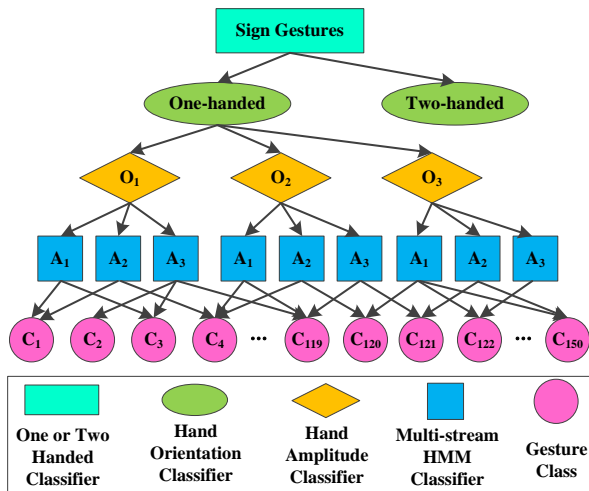 Sign Gestures
One-handed Two-handed
O₁ O₂ O₃
A₁ A₂ A₃ A₁ A₂ A₃ A₁ A₂ A₃
C₁ C₂ C₃ C₄ ... C₁₁₉ C₁₂₀ C₁₂₁ C₁₂₂ ... C₁₅₀
One or Two
Handed
Classifier
Hand
Orientation
Classifier
Hand
Amplitude
Classifier
Multi-stream
HMM
Classifier
Gesture
Class